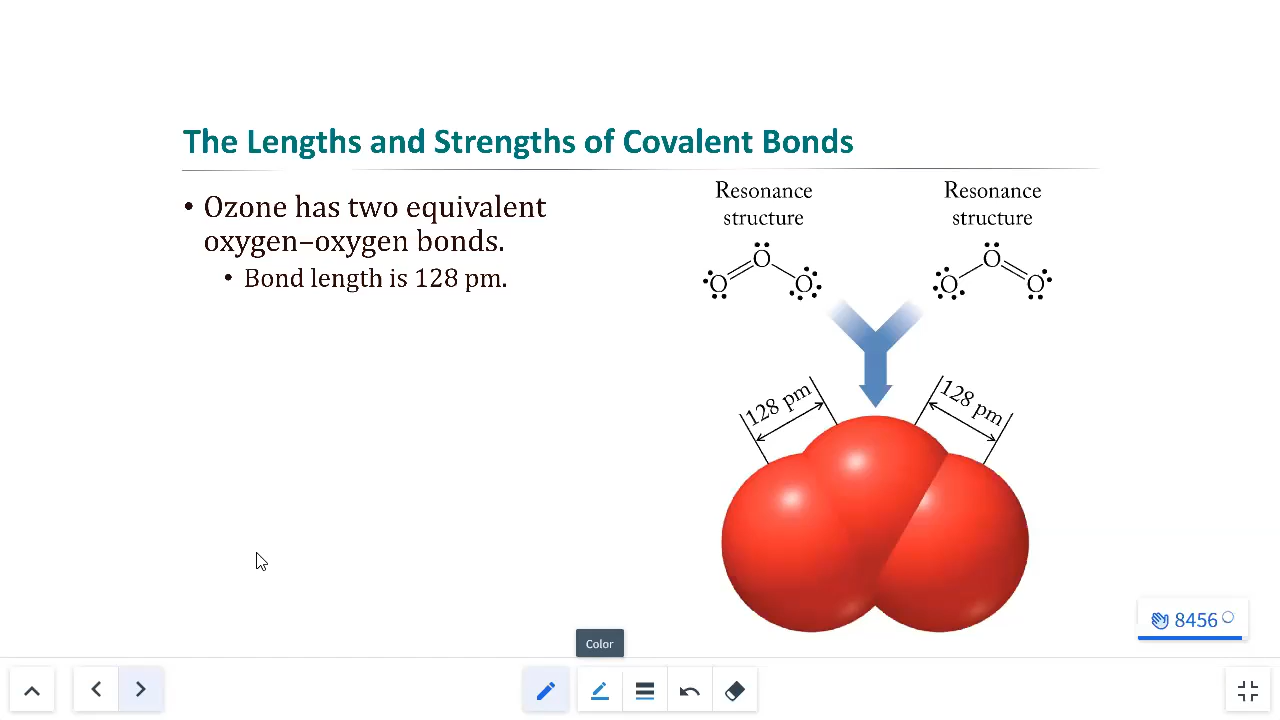 The Lengths and Strengths of Covalent Bonds
• Ozone has two equivalent
oxygen–oxygen bonds.
• Bond length is 128 pm.
Resonance
structure
O O O
Resonance
structure
O O O
128 pm
128 pm
8456
Color